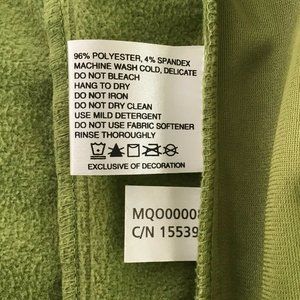 96% POLYESTER, 4% SPANDEX
MACHINE WASH COLD, DELICATE
DO NOT BLEACH
HANG TO DRY
DO NOT IRON
DO NOT DRY CLEAN
USE MILD DETERGENT
DO NOT USE FABRIC SOFTENER
RINSE THOROUGHLY
EXCLUSIVE OF DECORATION
MQO00008
C/N 15539